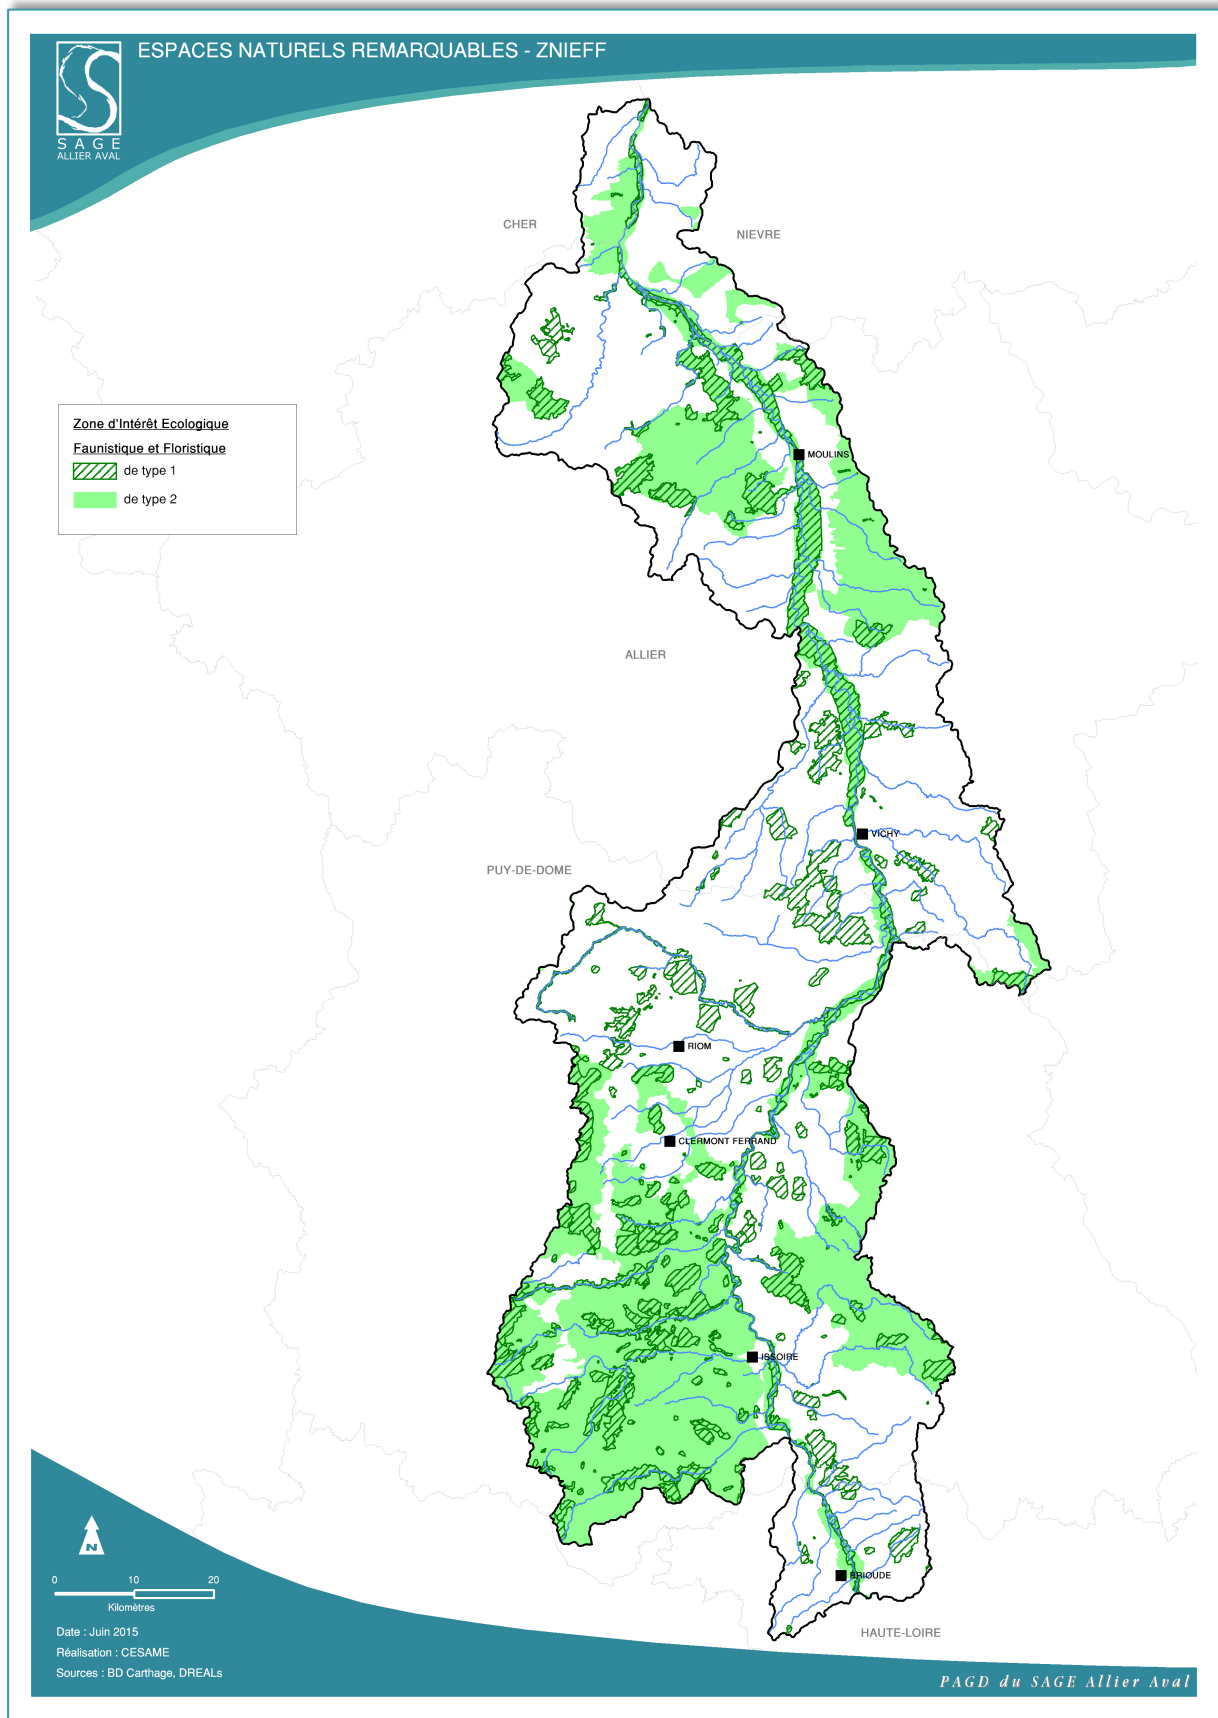 ESPACES NATURELS REMARQUABLES - ZNIEFF
SAGE
ALLIER AVAL
CHER
NIEVRE
Zone d'Intérêt Ecologique
Faunistique et Floristique
de type 1
de type 2
MOULINS
ALLIER
VICHY
PUY-DE-DOME
RIOM
CLERMONT FERRAND
ISSOIRE
BRIOUDE
HAUTE-LOIRE
N
0 10 20
Kilomètres
Date : Juin 2015
Réalisation : CESAME
Sources : BD Carthage, DREALs
PAGD du SAGE Allier Aval